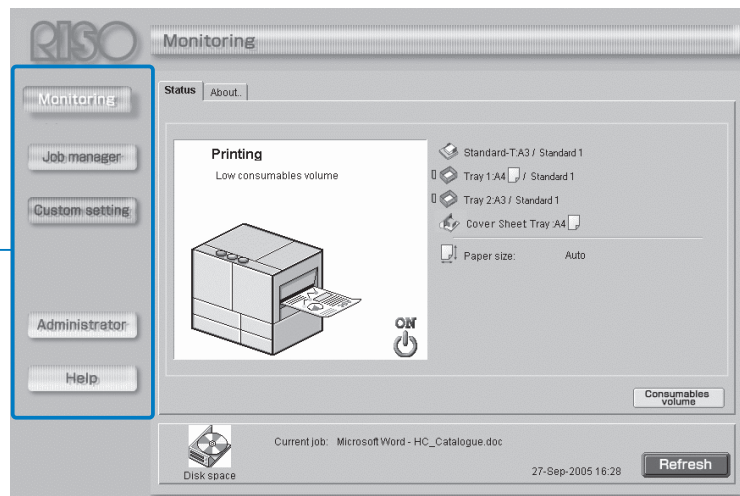 RISO
Monitoring
Monitoring
Job manager
Custom setting
Administrator
Help
Status
About..
Printing
Low consumables volume
ON
Standard-T:A3 / Standard 1
Tray 1:A4 / Standard 1
Tray 2:A3 / Standard 1
Cover Sheet Tray :A4
Paper size: Auto
Consumables
volume
Disk space
Current job: Microsoft Word - HC_Catalogue.doc
27-Sep-2005 16:28
Refresh